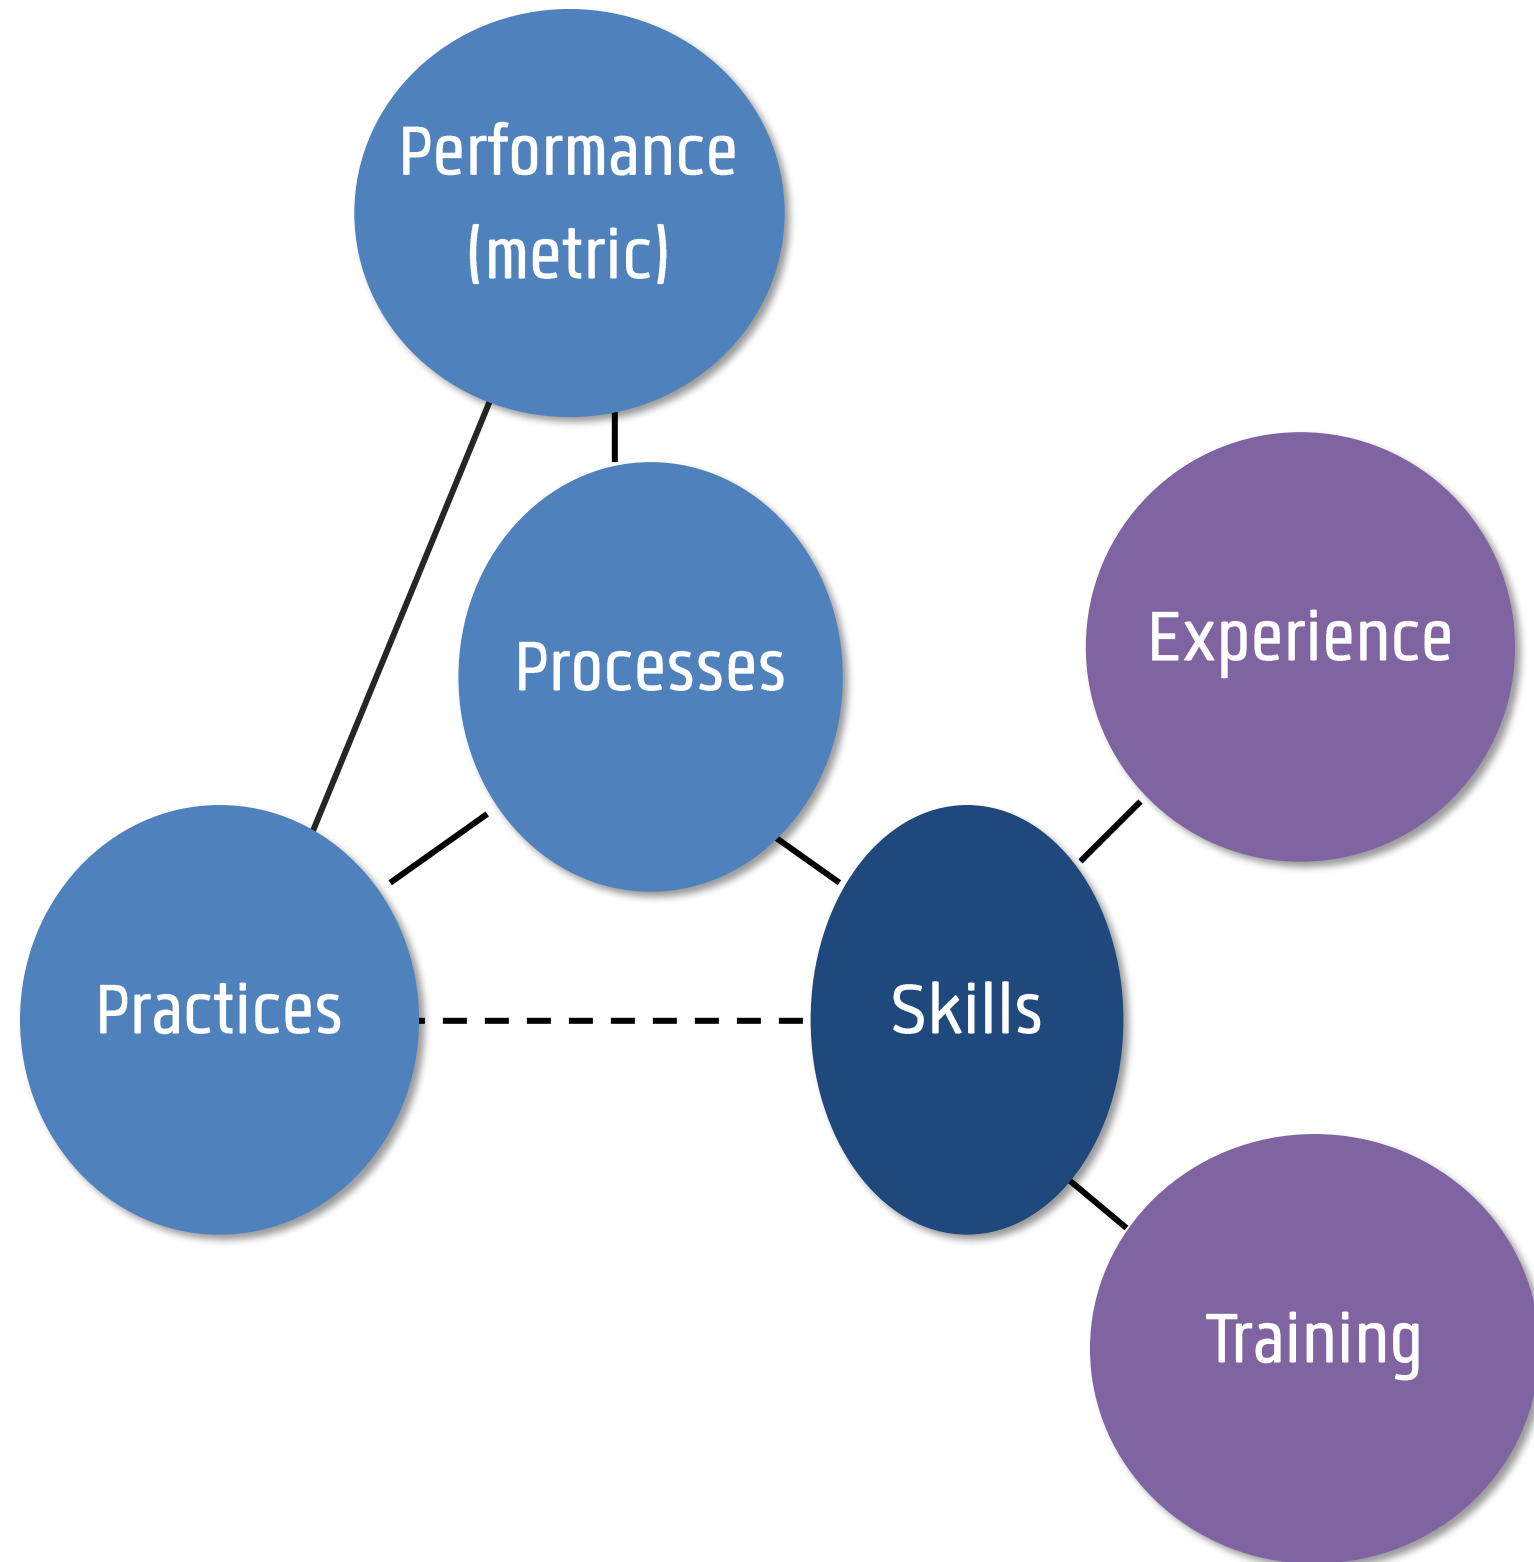 Performance
(metric)
Experience
Processes
Practices
Skills
Training